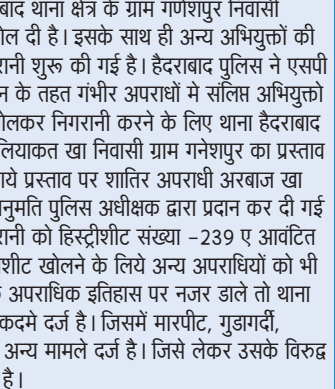 बाद थाना क्षेत्र के ग्राम गणेशपुर निवासी
ोल दी है। इसके साथ ही अन्य अभियुक्तों की
रानी शुरू की गई है। हैदराबाद पुलिस ने एसपी
न के तहत गंभीर अपराधों मे संलिप्त अभियुक्तो
ोलकर निगरानी करने के लिए थाना हैदराबाद
लियाकत खा निवासी ग्राम गनेशपुर का प्रस्ताव
गये प्रस्ताव पर शातिर अपराधी अरबाज खा
नुमति पुलिस अधीक्षक द्वारा प्रदान कर दी गई
रानी को हिस्ट्रीशीट संख्या -239 ए आवंटित
शीट खोलने के लिये अन्य अपराधियों को भी
अपराधिक इतिहास पर नजर डाले तो थाना
कदमे दर्ज है। जिसमें मारपीट, गुडागर्दी,
अन्य मामले दर्ज है। जिसे लेकर उसके विरुद्व
है।